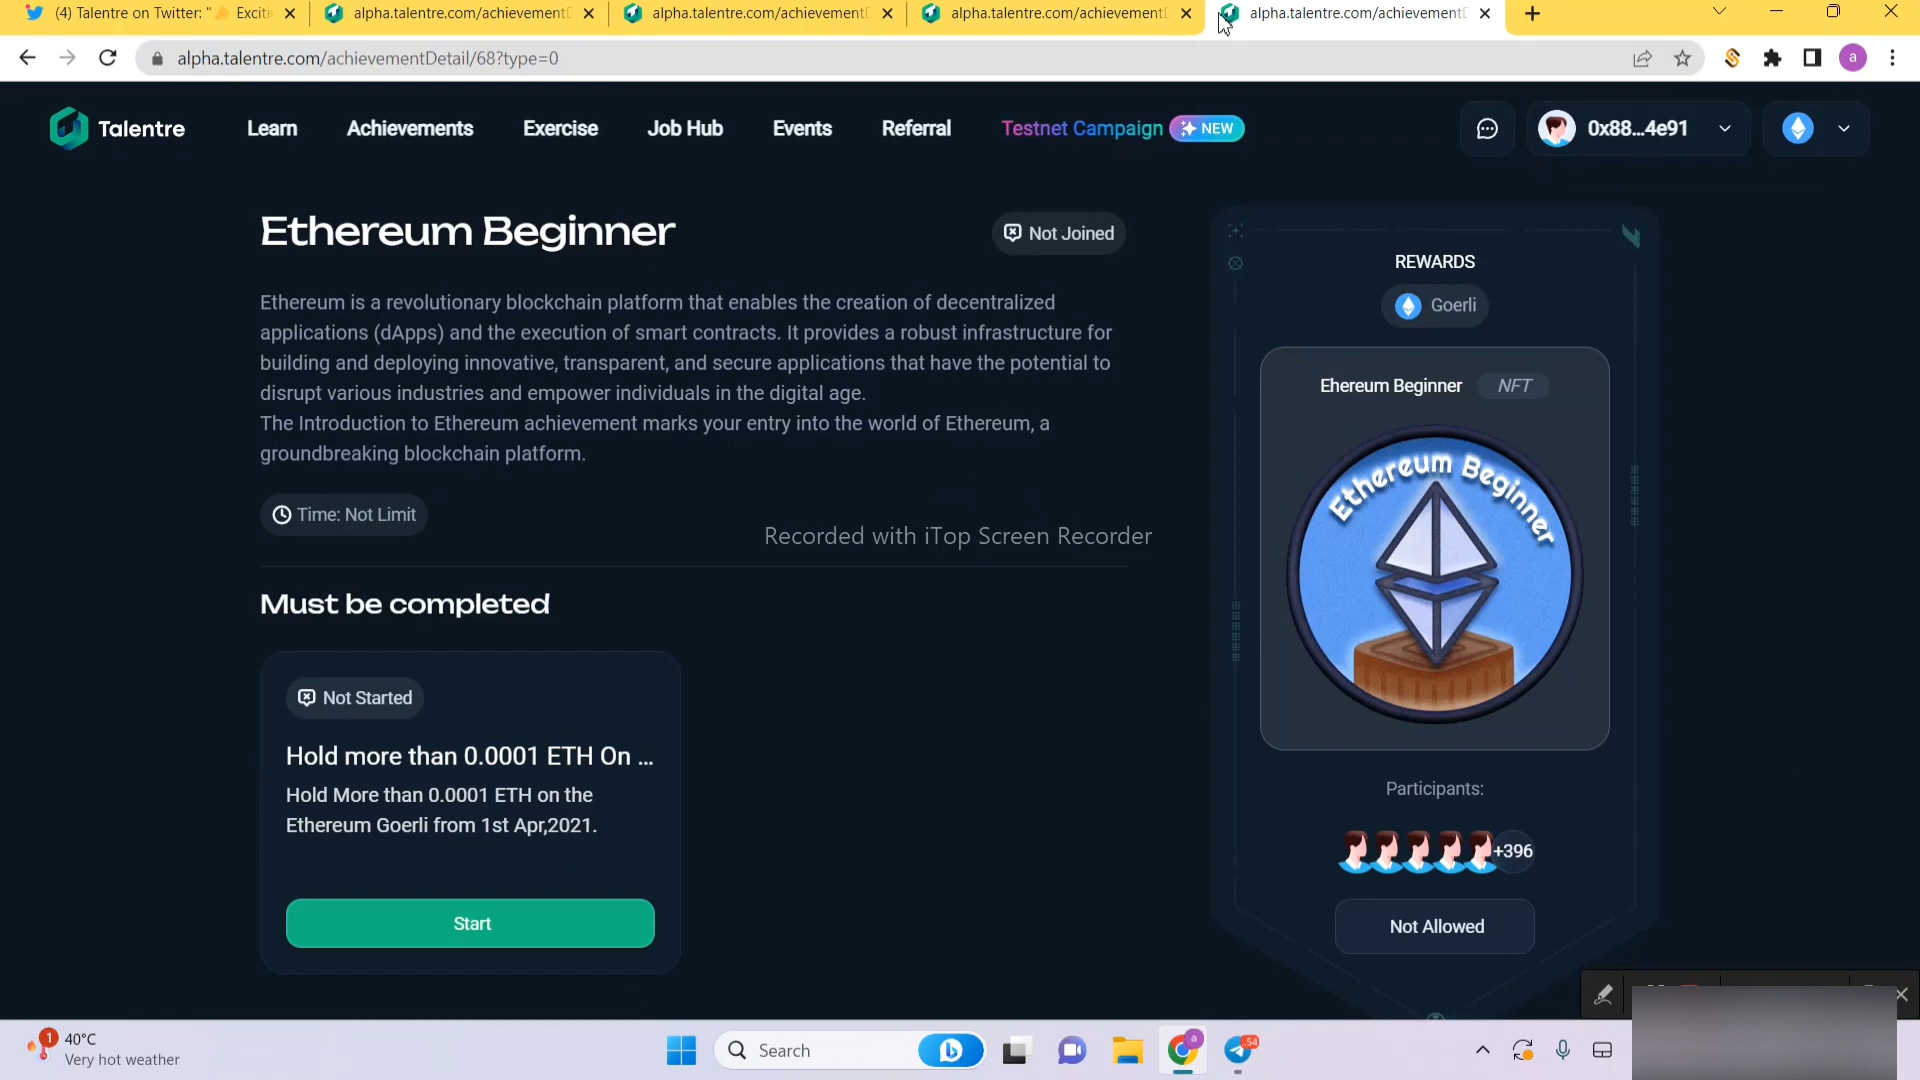 (4) Talentre on Twitter: "👉 Exciti
alpha.talentre.com/achievementD
alpha.talentre.com/achievementD
alpha.talentre.com/achievementD
alpha.talentre.com/achievementD
alpha.talentre.com/achievementDetail/68?type=0
a
Talentre
Learn
Achievements
Exercise
Job Hub
Events
Referral
Testnet Campaign NEW
0x88...4e91
Ethereum Beginner
Not Joined
Ethereum is a revolutionary blockchain platform that enables the creation of decentralized
applications (dApps) and the execution of smart contracts. It provides a robust infrastructure for
building and deploying innovative, transparent, and secure applications that have the potential to
disrupt various industries and empower individuals in the digital age.
The Introduction to Ethereum achievement marks your entry into the world of Ethereum, a
groundbreaking blockchain platform.
Time: Not Limit
Recorded with iTop Screen Recorder
Must be completed
Not Started
Hold more than 0.0001 ETH On ...
Hold More than 0.0001 ETH on the
Ethereum Goerli from 1st Apr,2021.
Start
REWARDS
Goerli
Ehereum Beginner NFT
Ethereum Beginner
Participants:
+396
Not Allowed
1
40°C
Very hot weather
Search
a
54